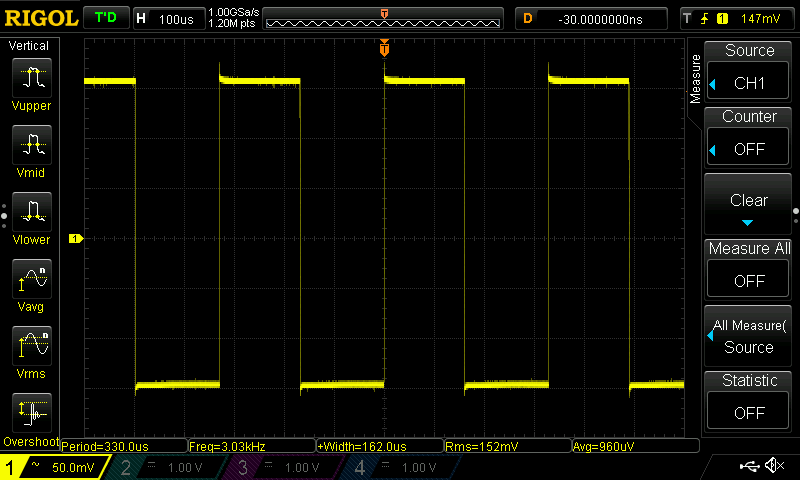 RIGOL T'D H 100us 1.00GSa/s 1.20M pts T D -30.0000000ns T 1 147mV
Vertical
Vupper
Vmid
Vlower
Vavg
Vrms
Overshoot
T
1
Measure
Source
CH1
Counter
OFF
Clear
Measure All
OFF
All Measure(
Source
Statistic
OFF
Period=330.0us Freq=3.03kHz +Width=162.0us Rms=152mV Avg=960uV
1 ~ 50.0mV 2 1.00 V 3 1.00 V 4 1.00 V